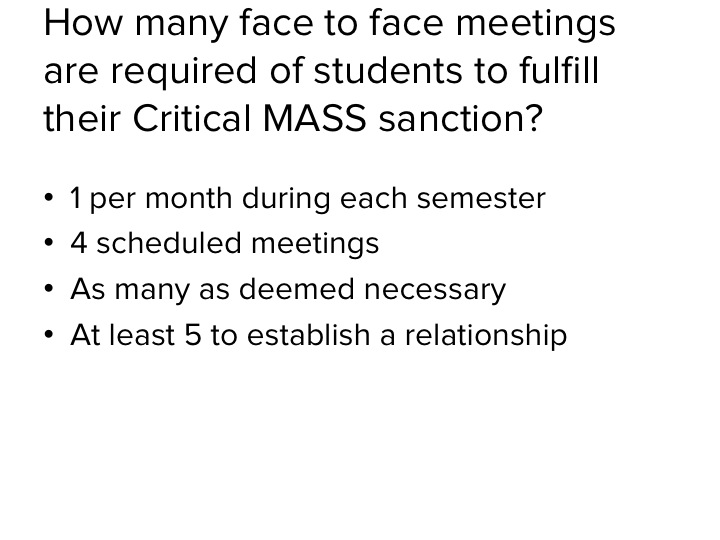 How many face to face meetings
are required of students to fulfill
their Critical MASS sanction?
• 1 per month during each semester
• 4 scheduled meetings
• As many as deemed necessary
• At least 5 to establish a relationship